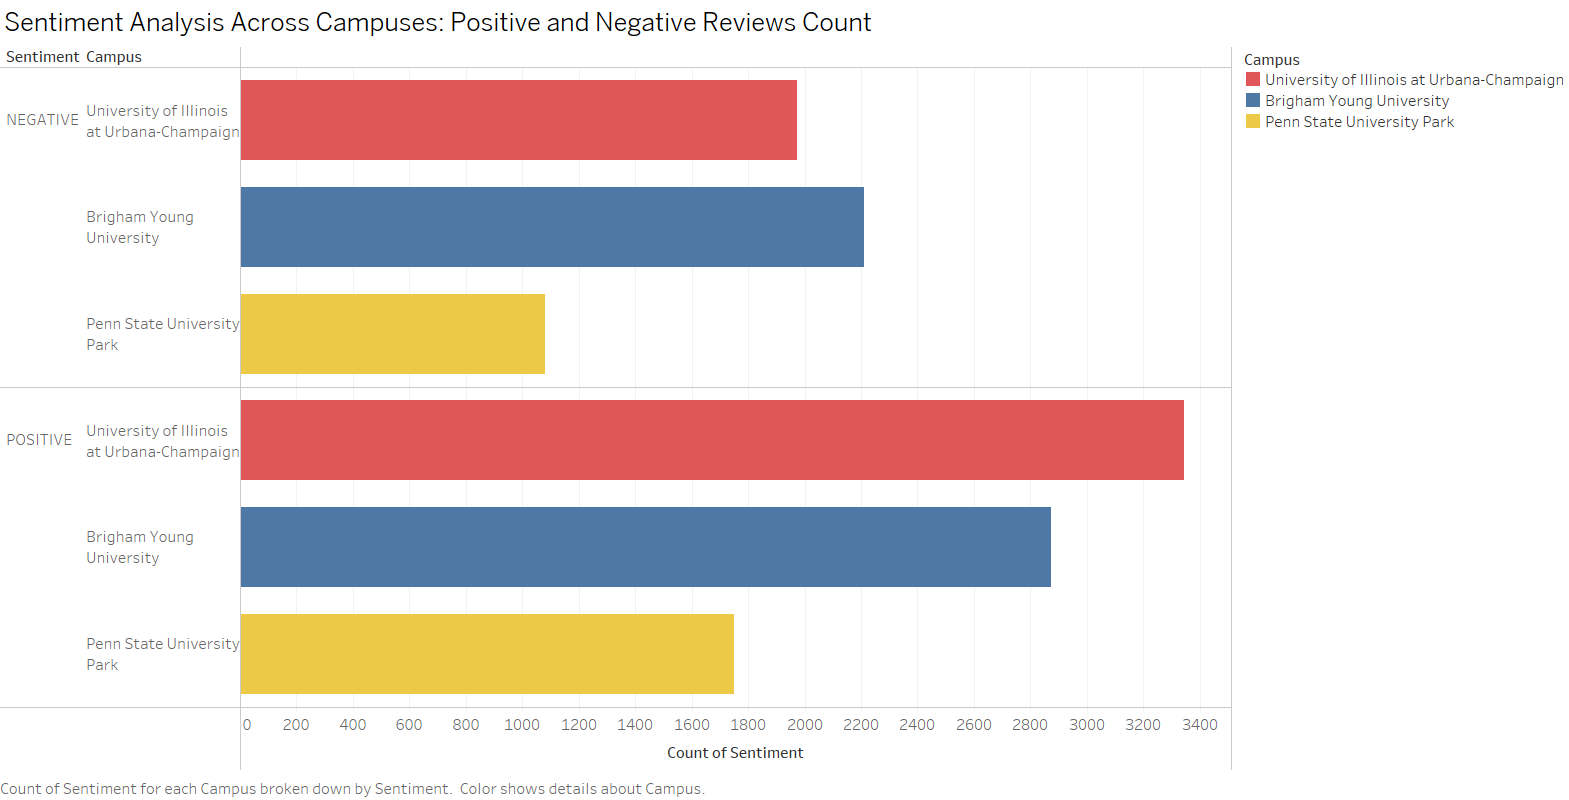 Sentiment Analysis Across Campuses: Positive and Negative Reviews Count
Sentiment Campus
NEGATIVE
University of Illinois
at Urbana-Champaign
Brigham Young
University
Penn State University
Park
POSITIVE
University of Illinois
at Urbana-Champaign
Brigham Young
University
Penn State University
Park
0 200 400 600 800 1000 1200 1400 1600 1800 2000 2200 2400 2600 2800 3000 3200 3400
Count of Sentiment
Campus
University of Illinois at Urbana-Champaign
Brigham Young University
Penn State University Park
Count of Sentiment for each Campus broken down by Sentiment. Color shows details about Campus.